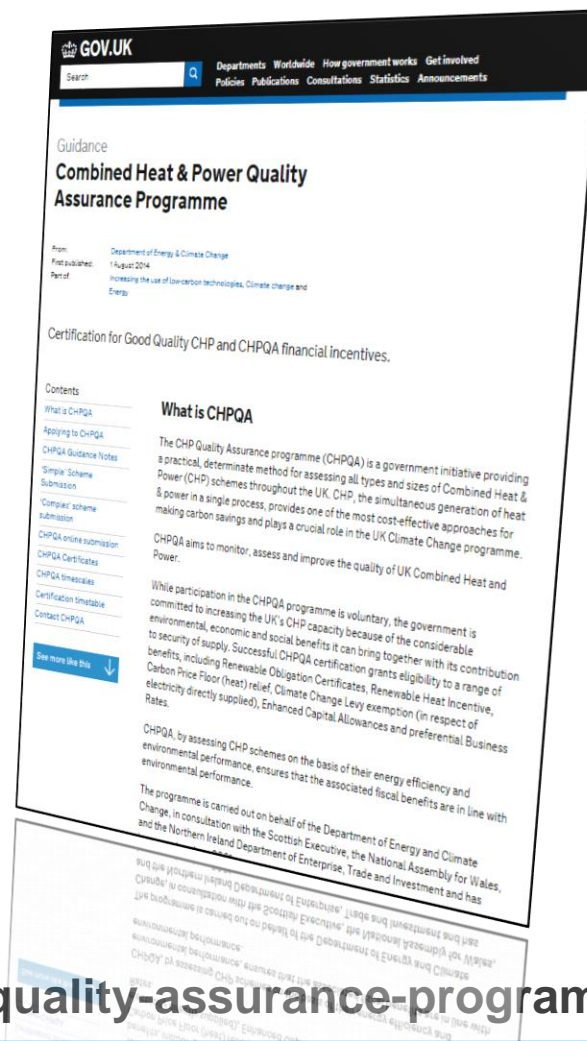 GOV.UK
Search
Departments Worldwide How government works Get involved
Policies Publications Consultations Statistics Announcements
Guidance
Combined Heat & Power Quality
Assurance Programme
From: Department of Energy & Climate Change
First published: 1 August 2014
Part of: Increasing the use of low-carbon technologies, Climate change and
Energy
Certification for Good Quality CHP and CHPQA financial incentives.
Contents
What is CHPQA
Applying to CHPQA
CHPQA Guidance Notes
'Simple' Scheme
Submission
'Complex' scheme
submission
CHPQA online submission
CHPQA Certificates
CHPQA timescales
Certification timetable
Contact CHPQA
See more like this
What is CHPQA
The CHP Quality Assurance programme (CHPQA) is a government initiative providing
a practical, determinate method for assessing all types and sizes of Combined Heat &
Power (CHP) schemes throughout the UK. CHP, the simultaneous generation of heat
& power in a single process, provides one of the most cost-effective approaches for
making carbon savings and plays a crucial role in the UK Climate Change programme.
CHPQA aims to monitor, assess and improve the quality of UK Combined Heat and
Power.
While participation in the CHPQA programme is voluntary, the government is
committed to increasing the UK's CHP capacity because of the considerable
environmental, economic and social benefits it can bring together with its contribution
to security of supply. Successful CHPQA certification grants eligibility to a range of
benefits, including Renewable Obligation Certificates, Renewable Heat Incentive,
Carbon Price Floor (heat) relief, Climate Change Levy exemption (in respect of
electricity directly supplied), Enhanced Capital Allowances and preferential Business
Rates.
CHPQA, by assessing CHP schemes on the basis of their energy efficiency and
environmental performance, ensures that the associated fiscal benefits are in line with
environmental performance.
The programme is carried out on behalf of the Department of Energy and Climate
Change, in consultation with the Scottish Executive, the National Assembly for Wales,
and the Northern Ireland Department of Enterprise, Trade and Investment and has
quality-assurance-program